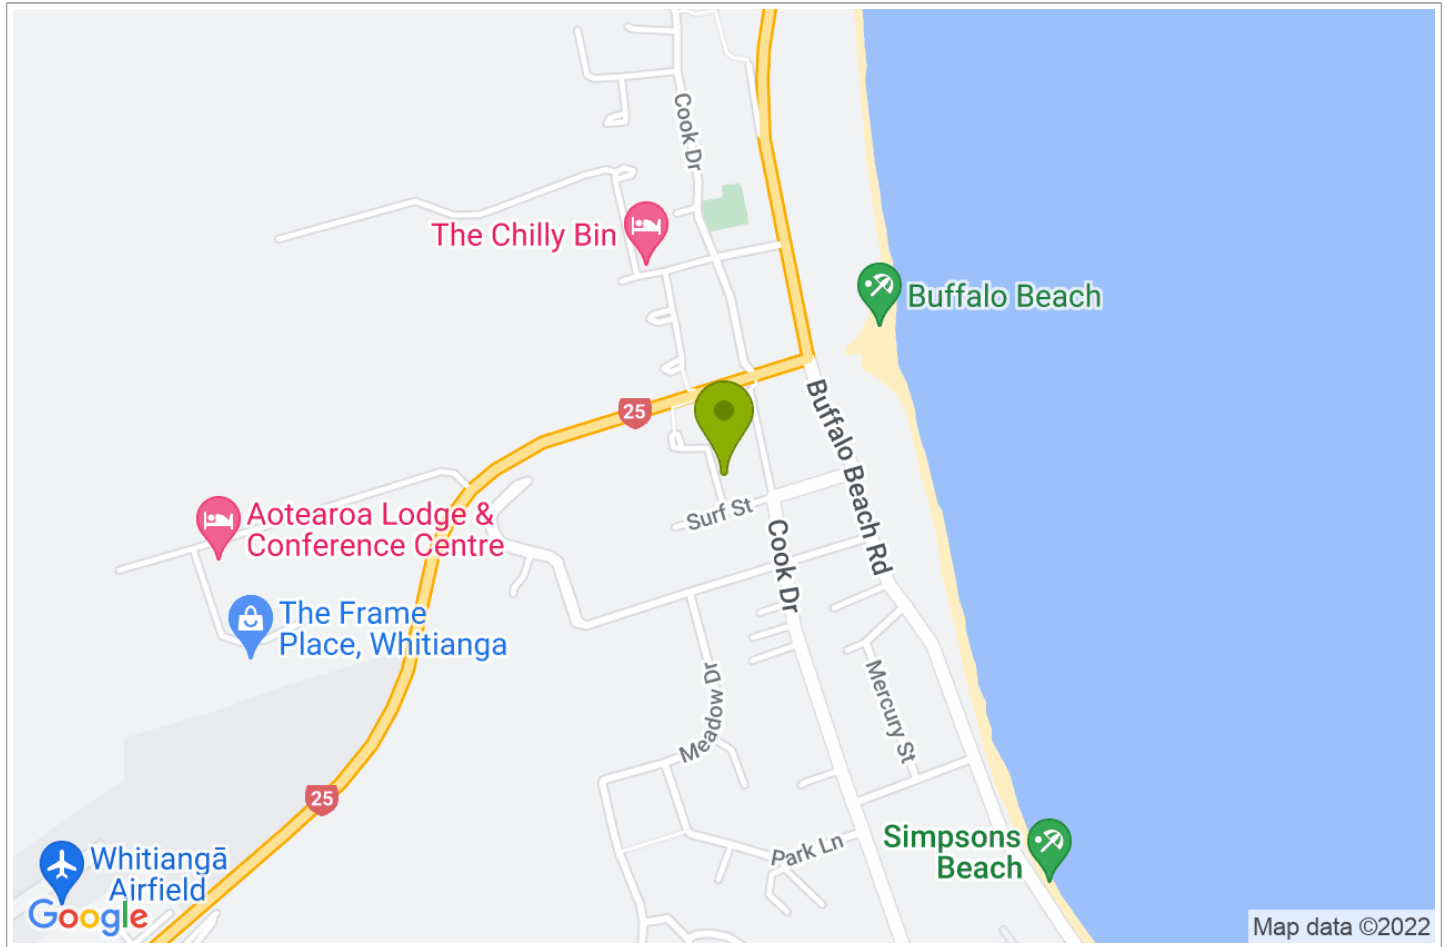 Cook Dr
The Chilly Bin
Buffalo Beach
25
Buffalo Beach Rd
Surf St
Aotearoa Lodge &
Conference Centre
Cook Dr
The Frame
Place, Whitianga
Meadow Dr
Mercury St
25
Simpsons
Beach
Park Ln
Whitiangā
Airfield
Google
Map data ©2022